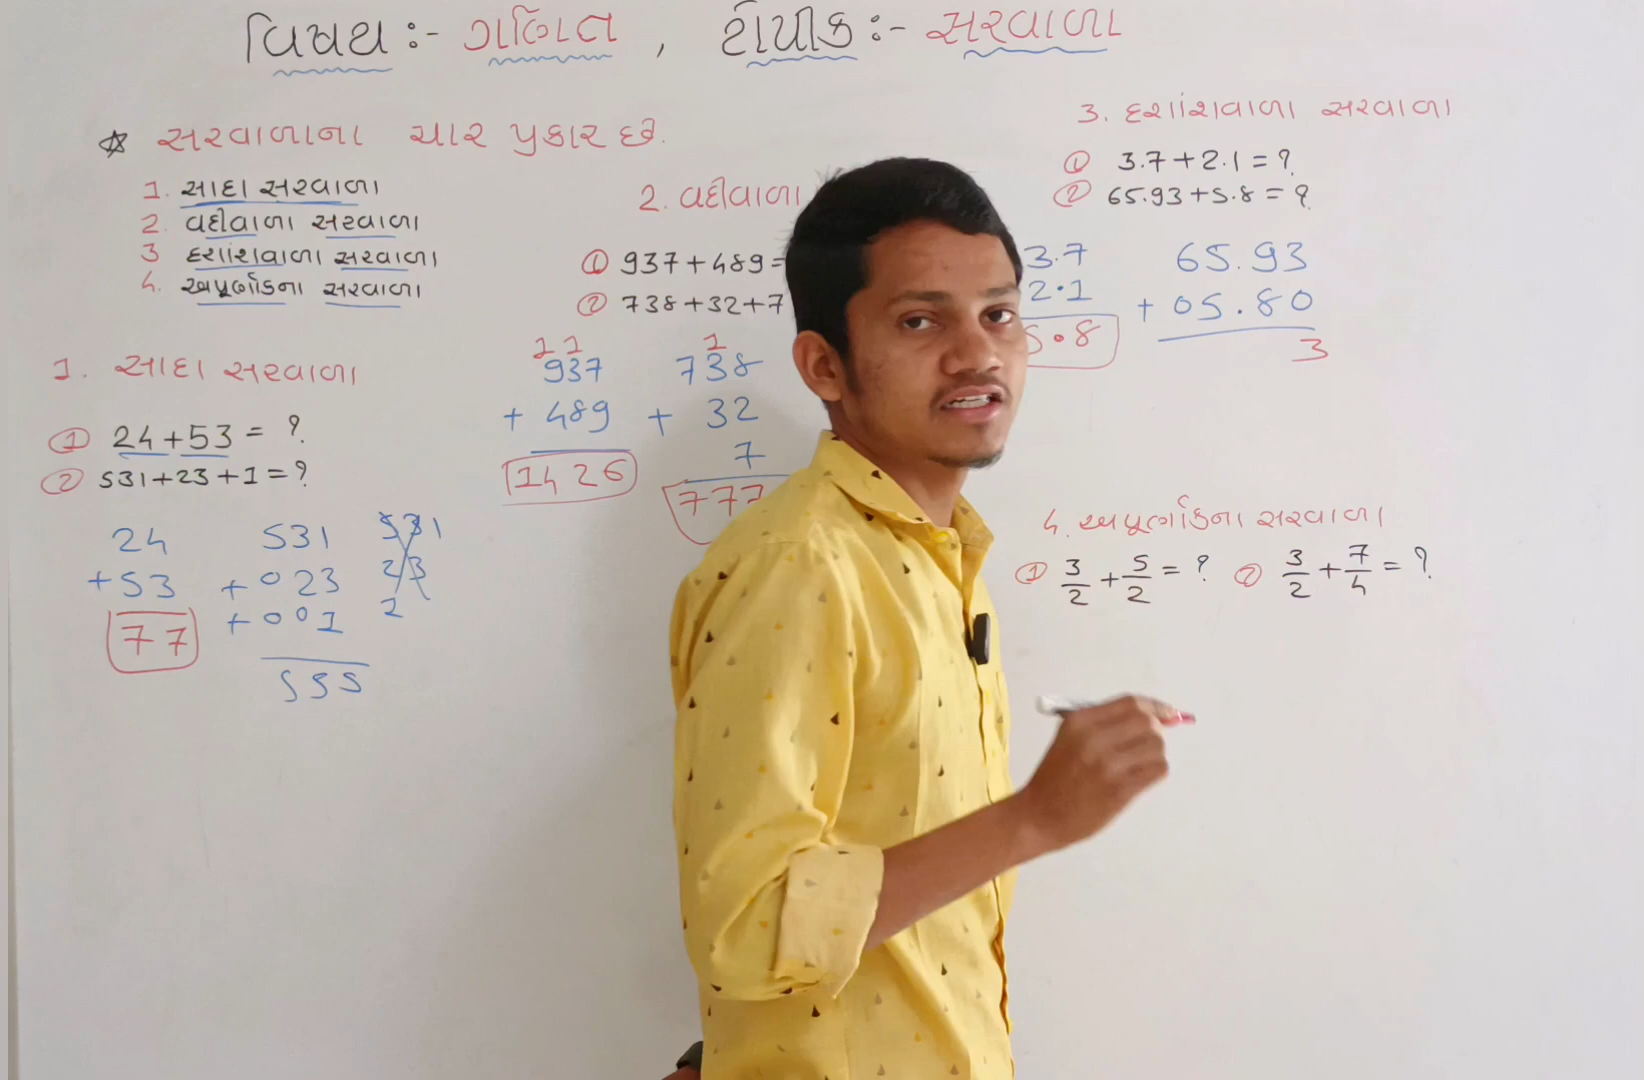 વિષય :- ગણિત , ટોપીક :- સરવાળા
☆ સરવાળાના ચાર પ્રકાર છે.
1. સાદા સરવાળા
2. વદીવાળા સરવાળા
3 દશાંશવાળા સરવાળા
4. અપૂર્ણાંકના સરવાળા
1. સાદા સરવાળા
① 24+53 = ?
② 531+23+1=?
24
+53
77
531
+023
+001
555
531
23
2. વદીવાળા
① 937+489=
② 738+32+7
11
937
+ 489
1426
1
738
+ 32
7
777
3. દશાંશવાળા સરવાળા
① 3.7+2.1=?
② 65.93+5.8=?
3.7
2.1
5.8
65.93
+ 05.80
3
4. અપૂર્ણાંકના સરવાળા
① 3/2 + 5/2 = ? ② 3/2 + 7/4 = ?